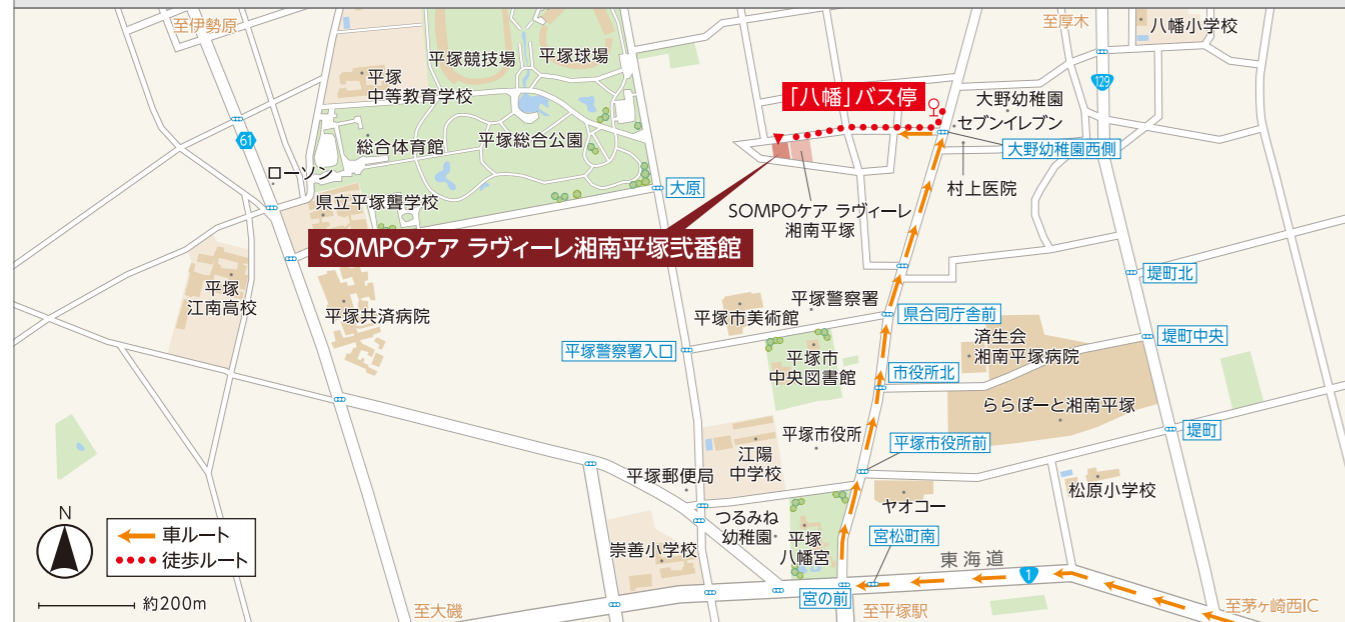 至伊勢原
至厚木
八幡小学校
129
平塚競技場
平塚球場
平塚
中等教育学校
「八幡」バス停
大野幼稚園
セブンイレブン
61
総合体育館
平塚総合公園
大野幼稚園西側
ローソン
大原
村上医院
県立平塚聾学校
SOMPOケア ラヴィーレ
湘南平塚
SOMPOケア ラヴィーレ湘南平塚弐番館
平塚
江南高校
平塚共済病院
平塚市美術館
平塚警察署
県合同庁舎前
堤町北
平塚警察署入口
済生会
湘南平塚病院
堤町中央
平塚市
中央図書館
市役所北
ららぽーと湘南平塚
平塚市役所
平塚市役所前
堤町
江陽
中学校
平塚郵便局
松原小学校
ヤオコー
つるみね
幼稚園
平塚
八幡宮
宮松町南
崇善小学校
東海道
1
N
車ルート
徒歩ルート
約200m
至大磯
宮の前
至平塚駅
至茅ヶ崎西IC